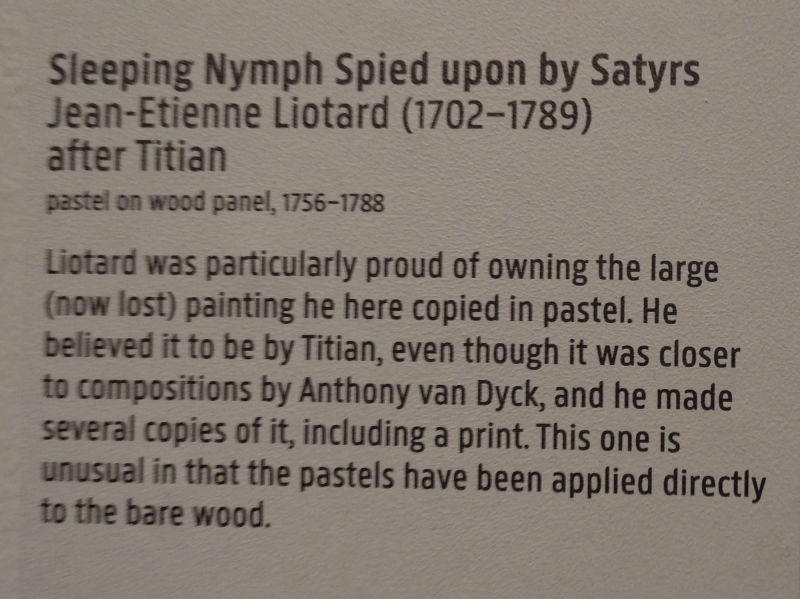 Sleeping Nymph Spied upon by Satyrs
Jean-Etienne Liotard (1702–1789)
after Titian
pastel on wood panel, 1756–1788
Liotard was particularly proud of owning the large
(now lost) painting he here copied in pastel. He
believed it to be by Titian, even though it was closer
to compositions by Anthony van Dyck, and he made
several copies of it, including a print. This one is
unusual in that the pastels have been applied directly
to the bare wood.